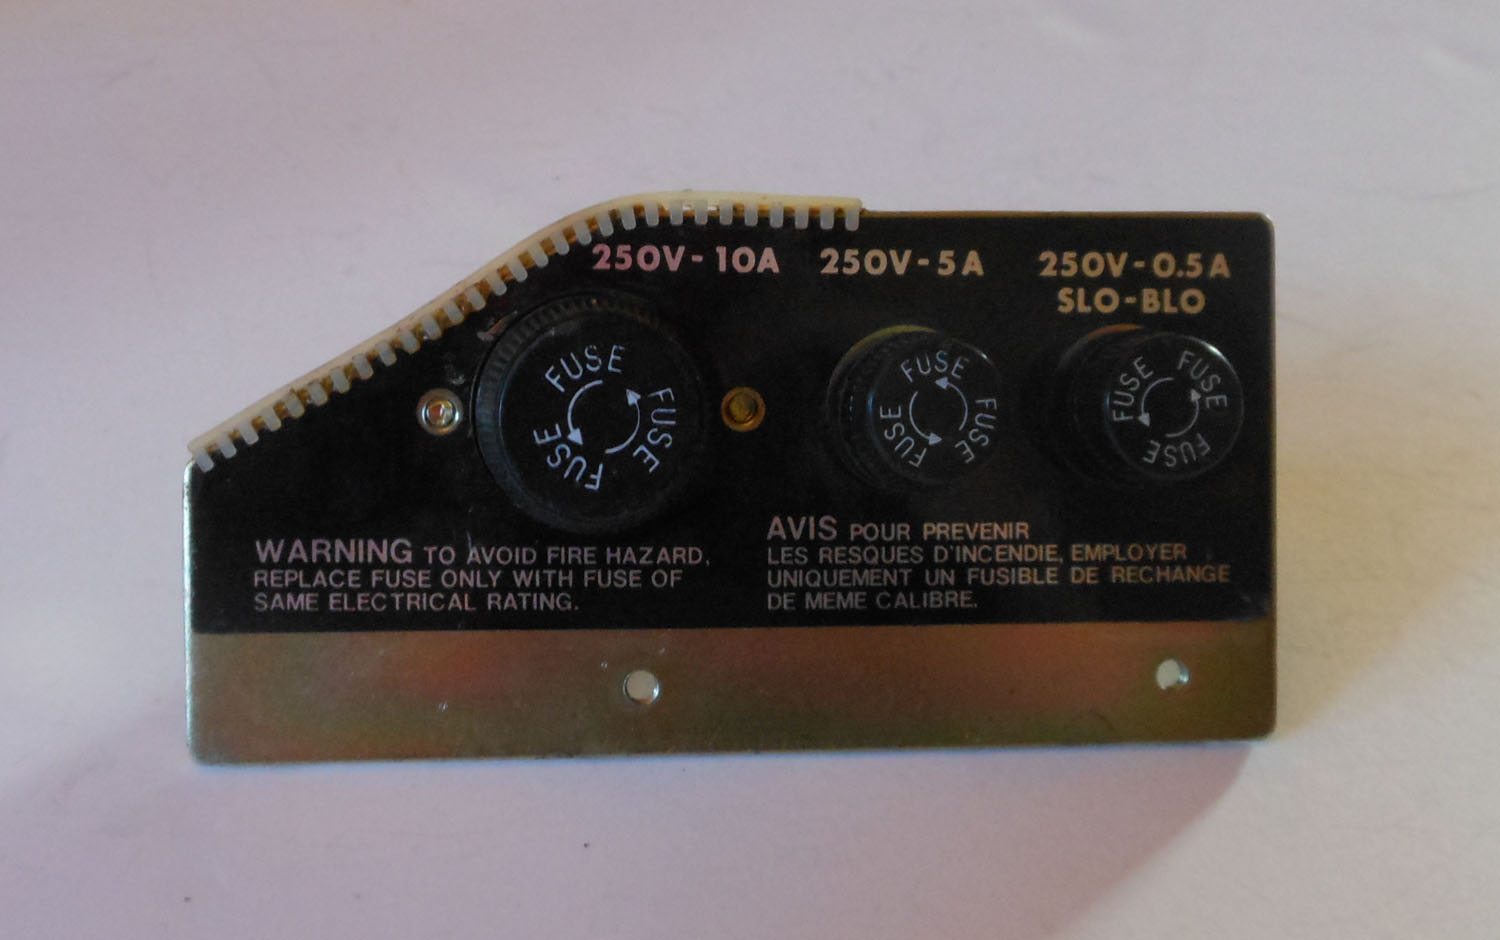 250V-10A 250V-5A 250V-0.5A
SLO-BLO
FUSE FUSE FUSE
FUSE FUSE FUSE
FUSE FUSE FUSE
WARNING TO AVOID FIRE HAZARD,
REPLACE FUSE ONLY WITH FUSE OF
SAME ELECTRICAL RATING.
AVIS POUR PREVENIR
LES RESQUES D'INCENDIE, EMPLOYER
UNIQUEMENT UN FUSIBLE DE RECHANGE
DE MEME CALIBRE.